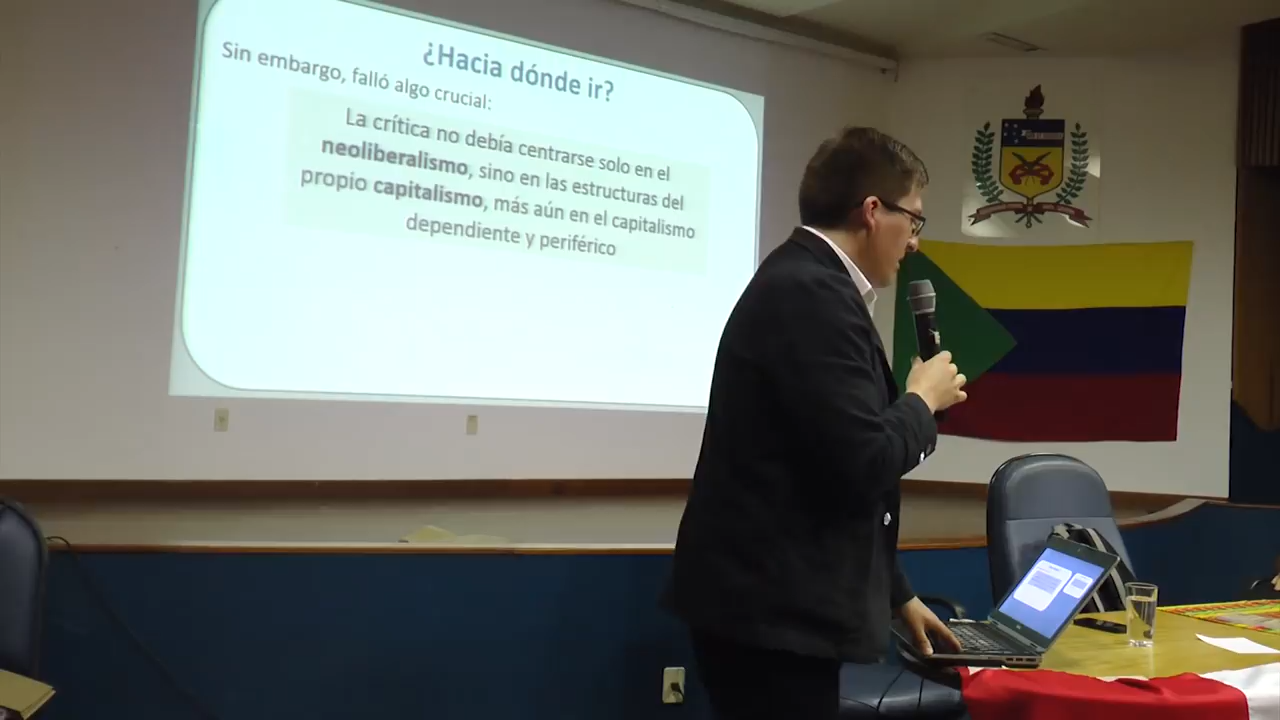 ¿Hacia dónde ir?
Sin embargo, falló algo crucial:
La crítica no debía centrarse solo en el
neoliberalismo, sino en las estructuras del
propio capitalismo, más aún en el capitalismo
dependiente y periférico